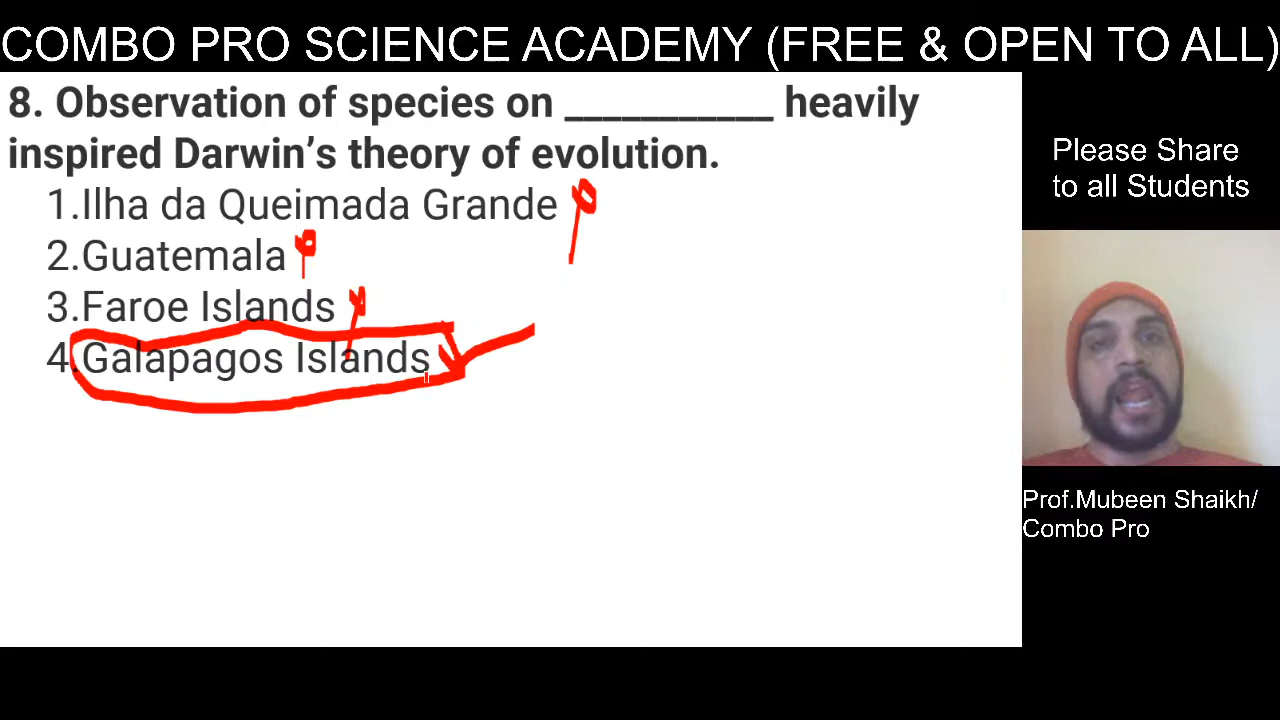 COMBO PRO SCIENCE ACADEMY (FREE & OPEN TO ALL)
8. Observation of species on ___________ heavily
inspired Darwin’s theory of evolution.
1.Ilha da Queimada Grande
2.Guatemala
3.Faroe Islands
4.Galapagos Islands
Please Share
to all Students
Prof.Mubeen Shaikh/
Combo Pro